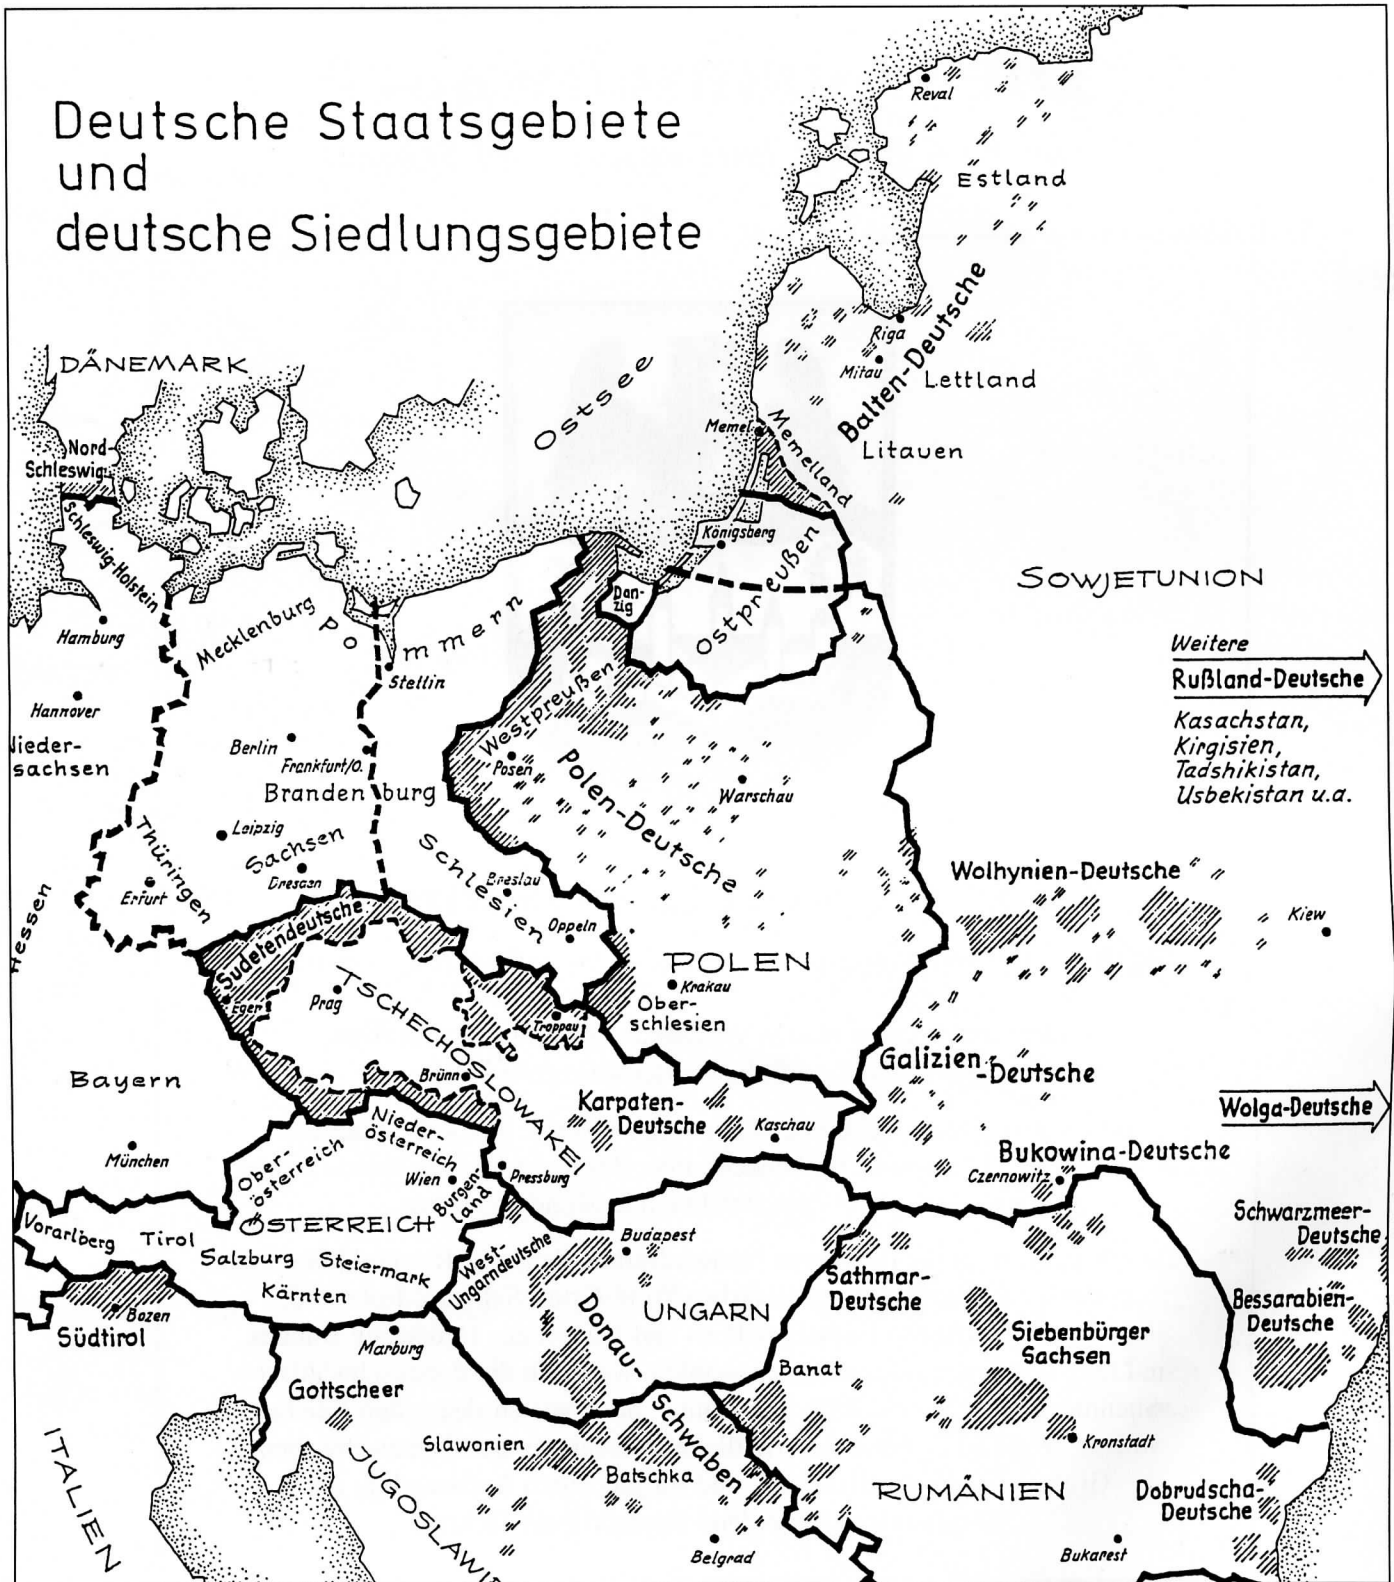 Deutsche Staatsgebiete
und
deutsche Siedlungsgebiete
Reval
Estland
Riga
Mitau
Balten-Deutsche
Lettland
Litauen
DÄNEMARK
Ostsee
Nord-
Schleswig
Schleswig-Holstein
Memel
Memelland
Königsberg
Ostpreußen
Dan-
zig
SOWJETUNION
Hamburg
Mecklenburg
Pommern
Stellin
Weitere
Rußland-Deutsche
Kasachstan,
Kirgisien,
Tadshikistan,
Usbekistan u.a.
Hannover
Nieder-
sachsen
Berlin
Frankfurt/O.
Brandenburg
Westpreußen
Posen
Polen-Deutsche
Warschau
Leipzig
Sachsen
Dresden
Thüringen
Erfurt
Hessen
Schlesien
Breslau
Oppeln
Wolhynien-Deutsche
Kiew
POLEN
Krakau
Ober-
schlesien
Sudetendeutsche
Eger
Prag
TSCHECHOSLOWAKEI
Troppau
Brünn
Galizien-
-Deutsche
Bayern
München
Karpaten-
Deutsche
Kaschau
Wolga-Deutsche
Bukowina-Deutsche
Czernowitz
Nieder-
österreich
Ober-
österreich
Wien
Burgen-
land
Pressburg
ÖSTERREICH
Vorarlberg
Tirol
Salzburg
Steiermark
Kärnten
West-
Ungarndeutsche
Budapest
UNGARN
Sathmar-
Deutsche
Schwarzmeer-
Deutsche
Bessarabien-
Deutsche
Bozen
Südtirol
Marburg
Donau-
Schwaben
Banat
Siebenbürger
Sachsen
Gottscheer
Slawonien
Batschka
Kronstadt
ITALIEN
JUGOSLAWIE
RUMÄNIEN
Dobrudscha-
Deutsche
Belgrad
Bukarest